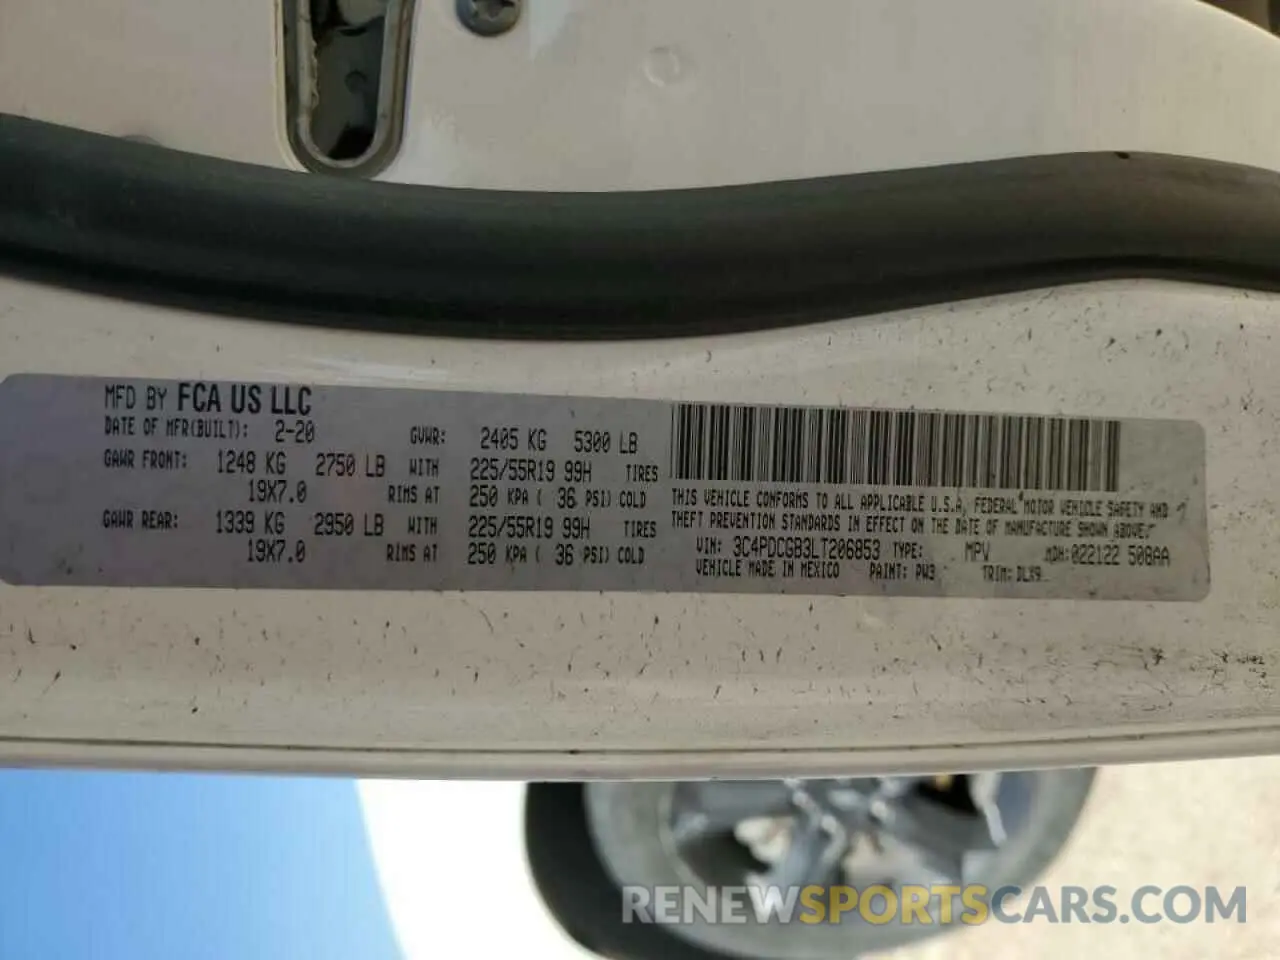 MFD BY FCA US LLC
DATE OF MFR(BUILT): 2-20 GVWR: 2405 KG 5300 LB
GAWR FRONT: 1248 KG 2750 LB WITH 225/55R19 99H TIRES
19X7.0 RIMS AT 250 KPA ( 36 PSI) COLD
GAWR REAR: 1339 KG 2950 LB WITH 225/55R19 99H TIRES
19X7.0 RIMS AT 250 KPA ( 36 PSI) COLD
THIS VEHICLE CONFORMS TO ALL APPLICABLE U.S.A. FEDERAL MOTOR VEHICLE SAFETY AND
THEFT PREVENTION STANDARDS IN EFFECT ON THE DATE OF MANUFACTURE SHOWN ABOVE.
VIN: 3C4PDCGB3LT206853 TYPE: MPV MDH: 022122 508AA
VEHICLE MADE IN MEXICO PAINT: PW3 TRIM: DLX9
RENEWSPORTSCARS.COM